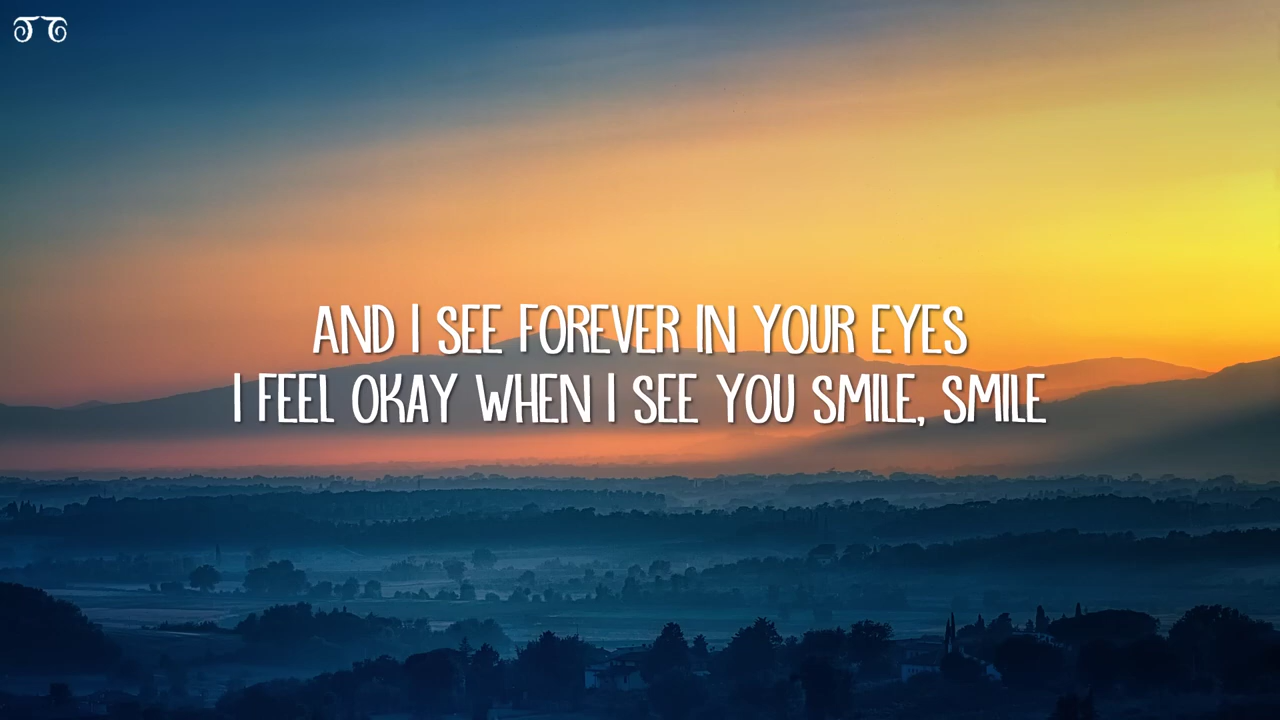 AND I SEE FOREVER IN YOUR EYES
I FEEL OKAY WHEN I SEE YOU SMILE, SMILE